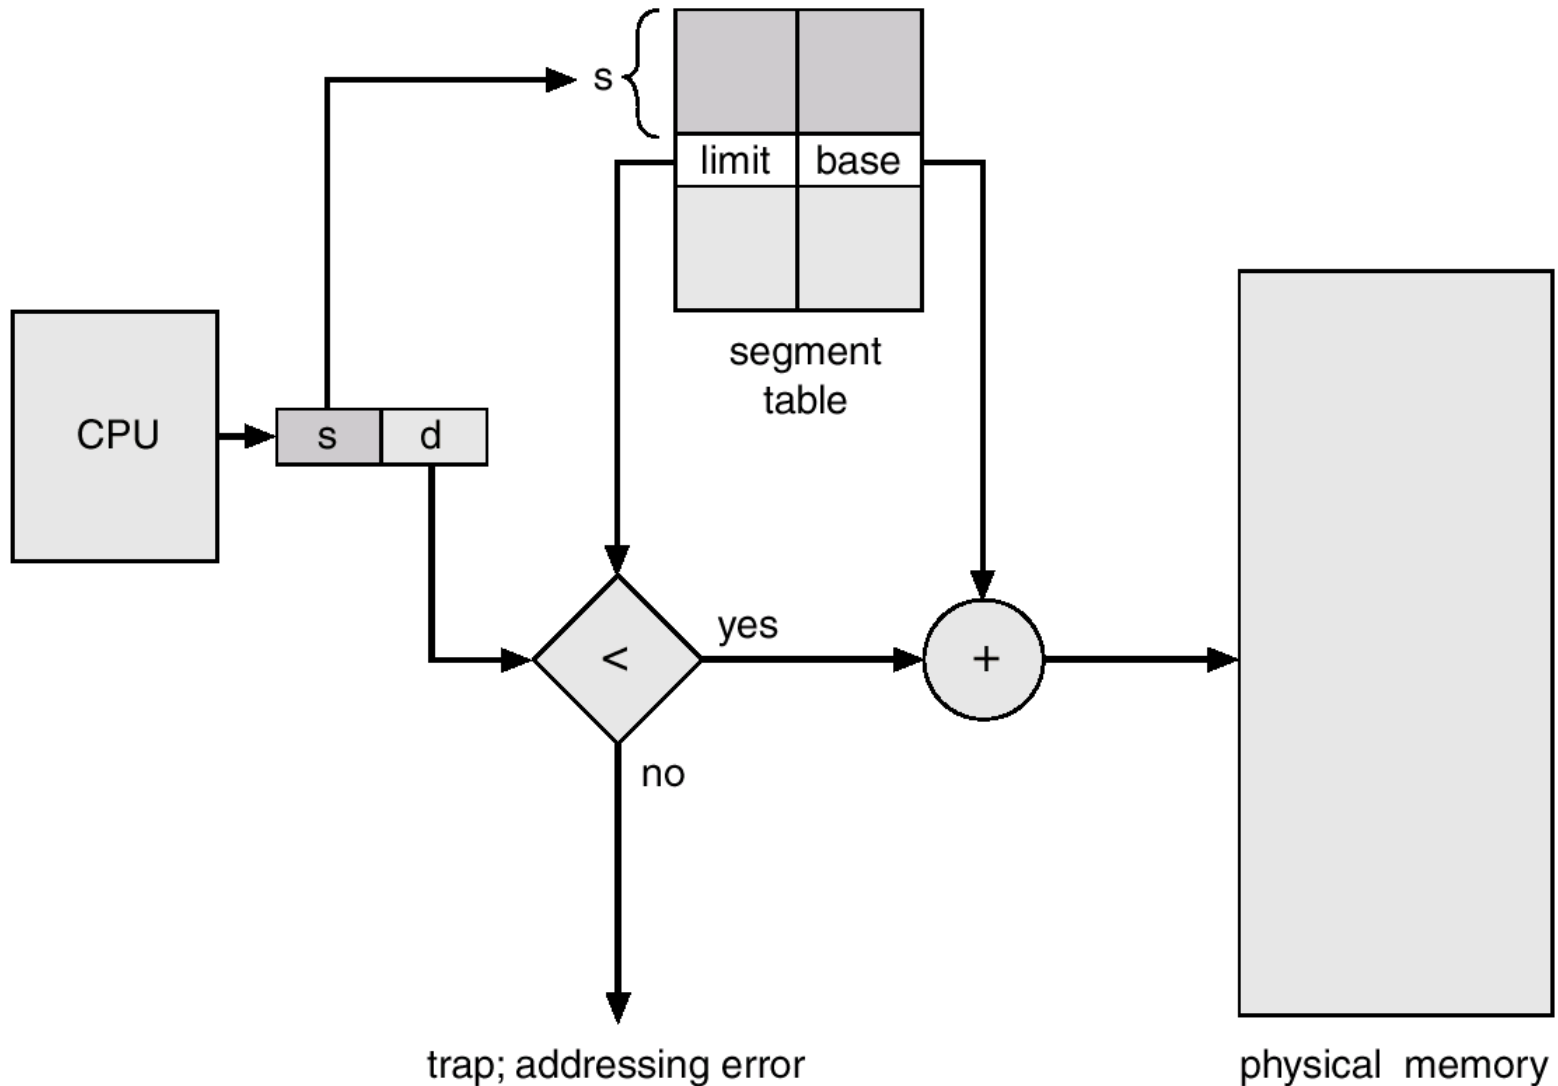 s
limit
base
segment
table
CPU
s
d
<
yes
+
no
trap; addressing error
physical memory